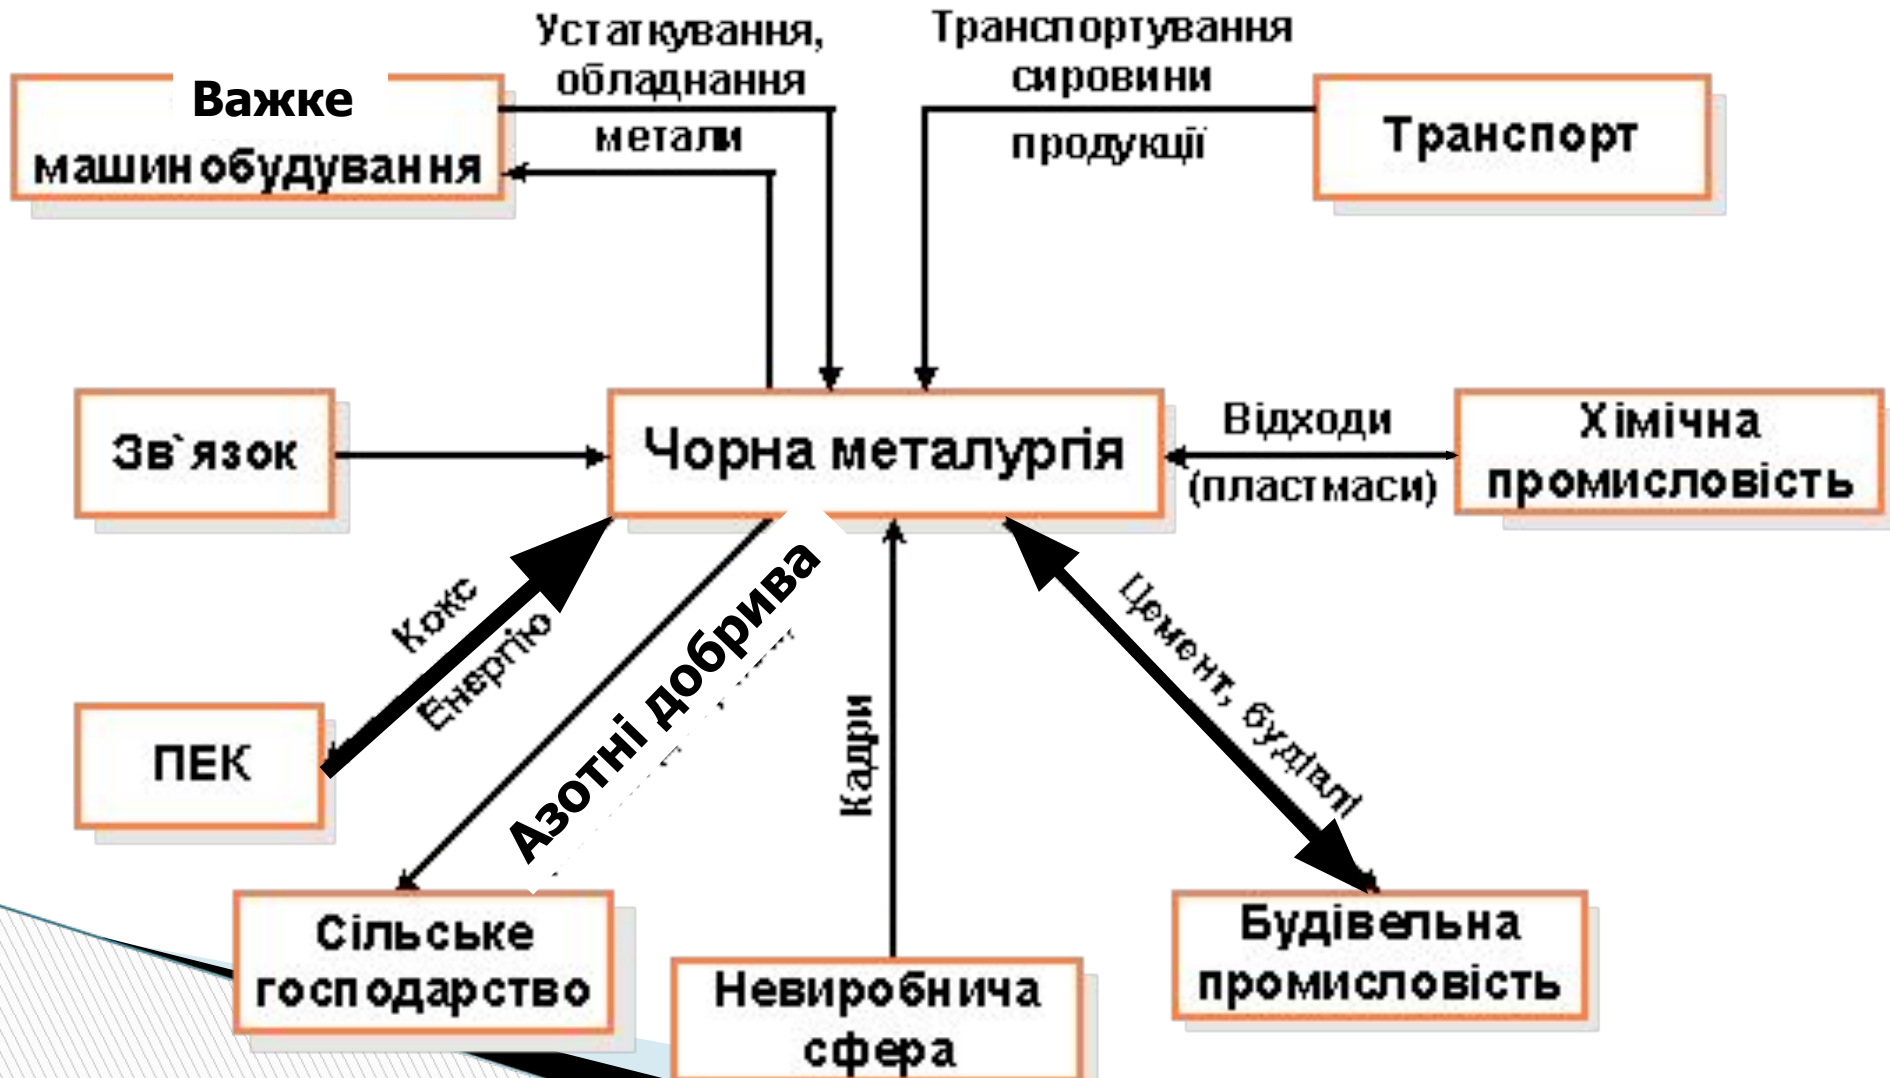 Устаткування,
обладнання
метали
Транспортування
сировини
продукції
Важке
машинобудування
Транспорт
Зв`язок
Чорна металургія
Відходи
(пластмаси)
Хімічна
промисловість
Кокс
Енергію
Азотні добрива
Кадри
Цемент, будівлі
ПЕК
Сільське
господарство
Невиробнича
сфера
Будівельна
промисловість